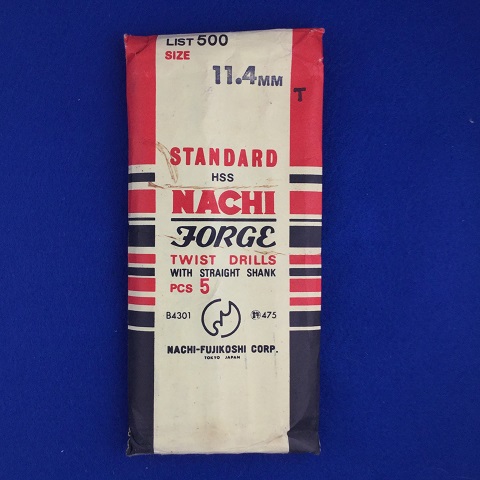 LIST 500
SIZE
11.4MM
T
STANDARD
HSS
NACHI
FORGE
TWIST DRILLS
WITH STRAIGHT SHANK
PCS 5
B4301 475
NACHI-FUJIKOSHI CORP.
TOKYO JAPAN